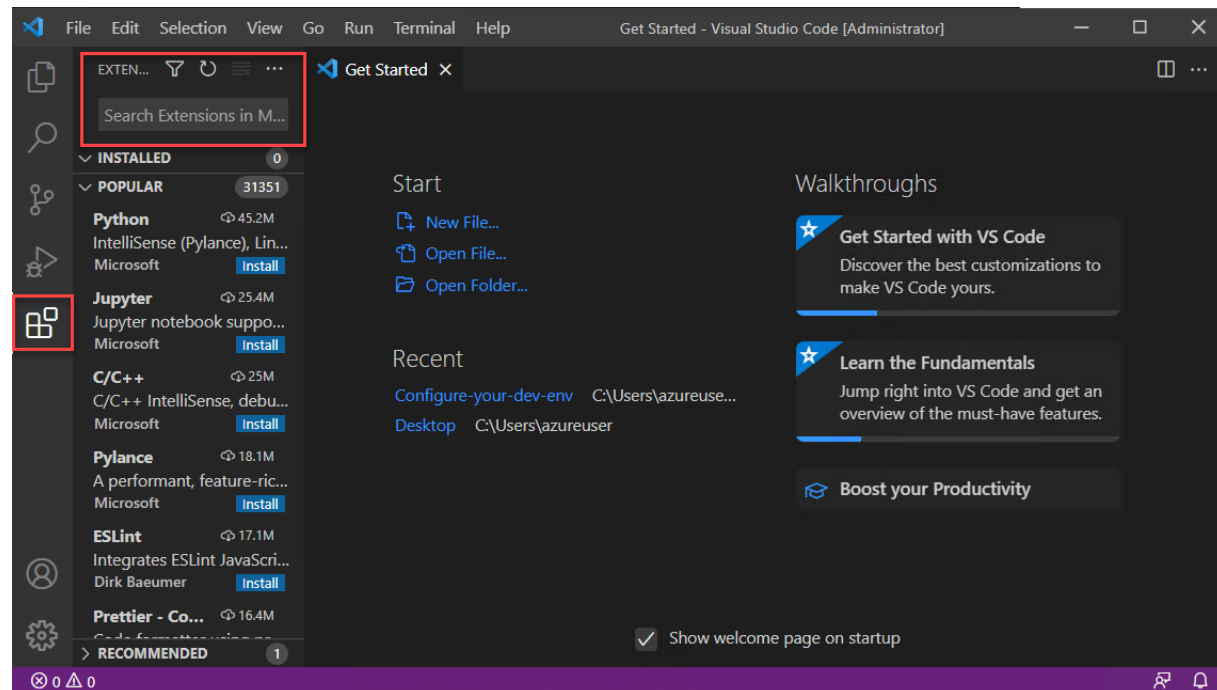 File Edit Selection View Go Run Terminal Help Get Started - Visual Studio Code [Administrator]
EXTEN...
Search Extensions in M...
INSTALLED 0
POPULAR 31351
Python 45.2M
IntelliSense (Pylance), Lin...
Microsoft Install
Jupyter 25.4M
Jupyter notebook suppo...
Microsoft Install
C/C++ 25M
C/C++ IntelliSense, debu...
Microsoft Install
Pylance 18.1M
A performant, feature-ric...
Microsoft Install
ESLint 17.1M
Integrates ESLint JavaScri...
Dirk Baeumer Install
Prettier - Co... 16.4M
RECOMMENDED 1
Get Started
Start
New File...
Open File...
Open Folder...
Recent
Configure-your-dev-env C:\Users\azureuse...
Desktop C:\Users\azureuser
Walkthroughs
Get Started with VS Code
Discover the best customizations to
make VS Code yours.
Learn the Fundamentals
Jump right into VS Code and get an
overview of the must-have features.
Boost your Productivity
Show welcome page on startup
0 0